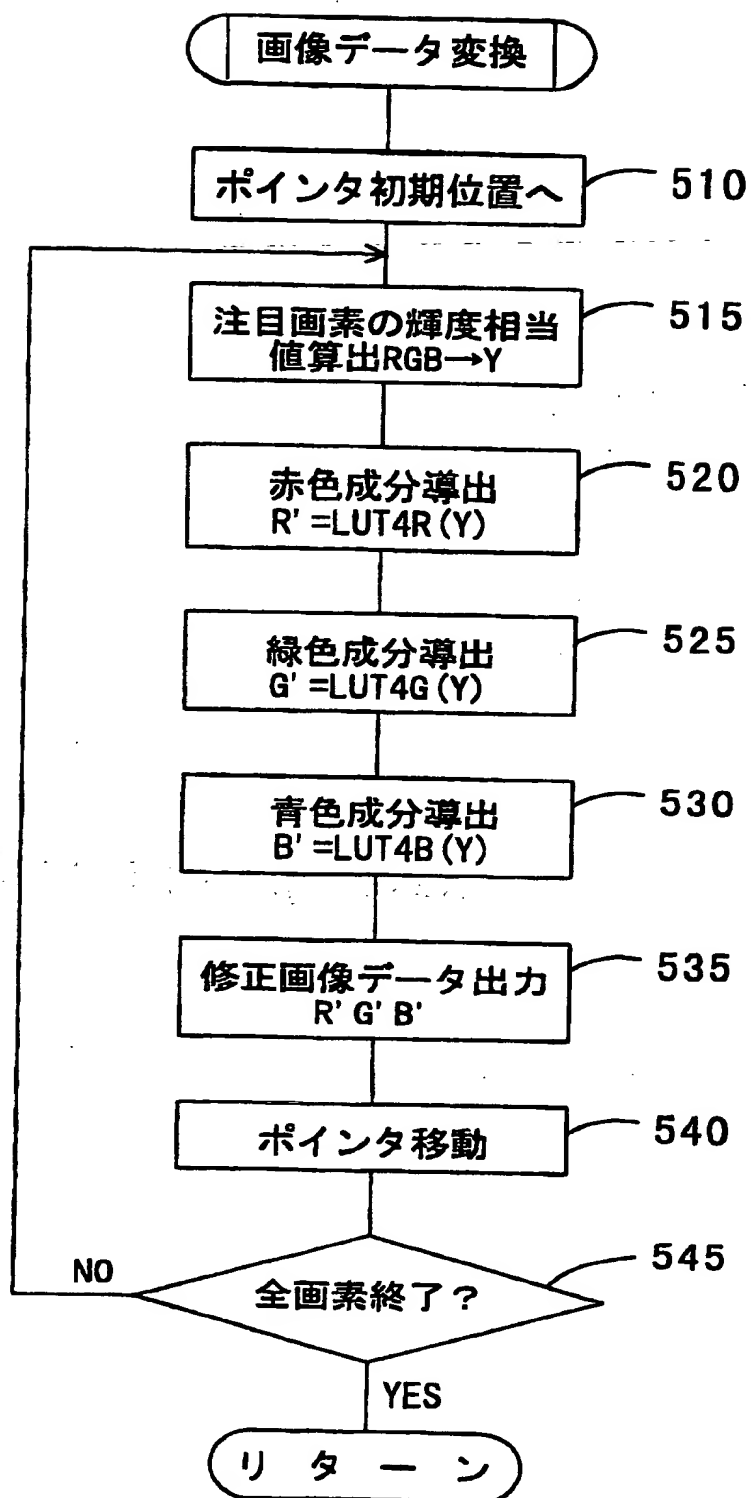 画像データ変換
ポインタ初期位置へ
510
注目画素の輝度相当
値算出RGB→Y
515
赤色成分導出
R'=LUT4R(Y)
520
緑色成分導出
G'=LUT4G(Y)
525
青色成分導出
B'=LUT4B(Y)
530
修正画像データ出力
R'G'B'
535
ポインタ移動
540
全画素終了?
545
NO
YES
リターン